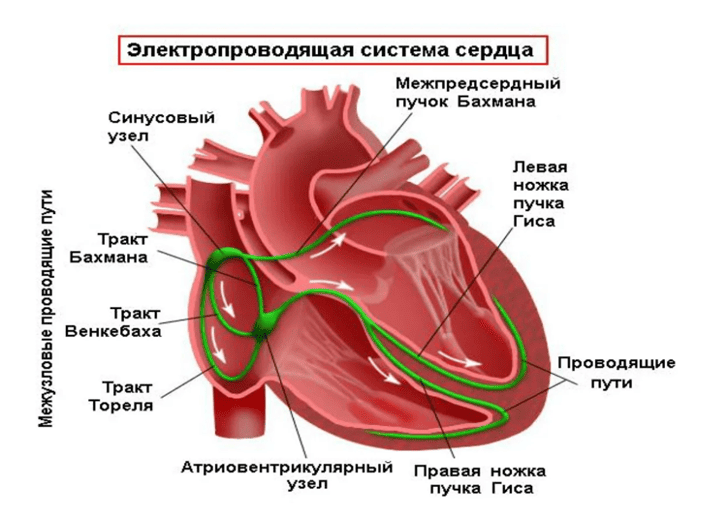 Электропроводящая система сердца
Межпредсердный
пучок Бахмана
Синусовый
узел
Левая
ножка
пучка
Гиса
Межузловые проводящие пути
Тракт
Бахмана
Тракт
Венкебаха
Тракт
Тореля
Проводящие
пути
Атриовентрикулярный
узел
Правая ножка
пучка Гиса